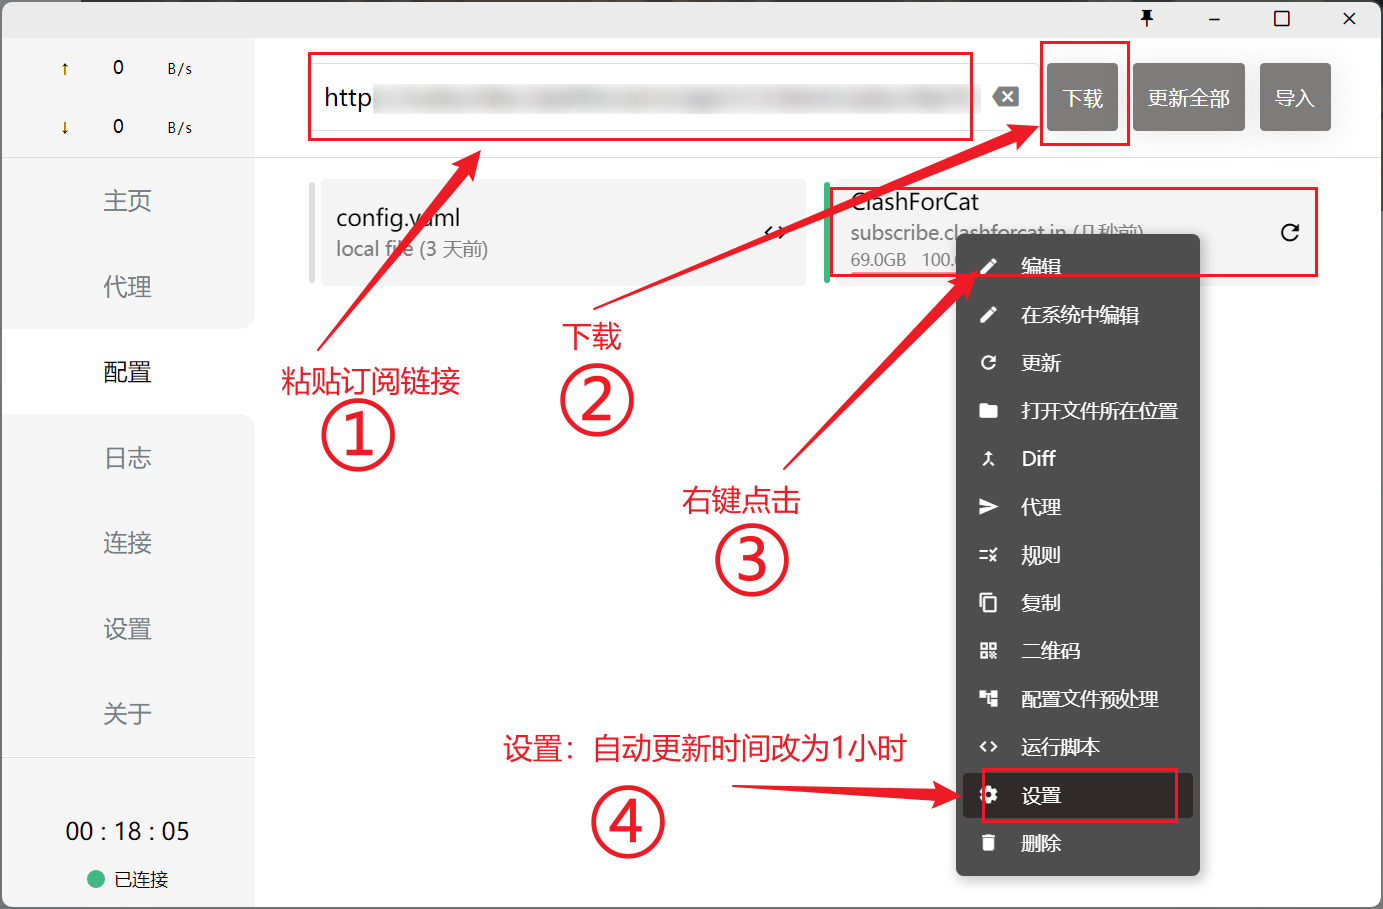 ↑ 0 B/s
↓ 0 B/s
主页
代理
配置
日志
连接
设置
关于
00 : 18 : 05
已连接
http
下载
更新全部
导入
config.yaml
local file (3 天前)
ClashForCat
subscribe.clashforcat.in (几秒前)
69.0GB 100.
粘贴订阅链接
①
下载
②
右键点击
③
设置：自动更新时间改为1小时
④
编辑
在系统中编辑
更新
打开文件所在位置
Diff
代理
规则
复制
二维码
配置文件预处理
运行脚本
设置
删除